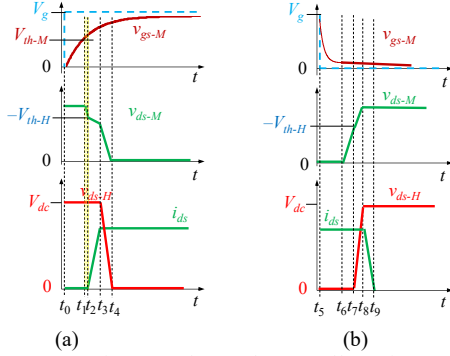 V_g
V_th-M
v_gs-M
0
t
−V_th-H
v_ds-M
0
t
V_dc
v_ds-H
i_ds
0
t_0 t_1 t_2 t_3 t_4
t
(a)
V_g
v_gs-M
0
t
v_ds-M
−V_th-H
0
t
V_dc
v_ds-H
i_ds
0
t_5 t_6 t_7 t_8 t_9
t
(b)